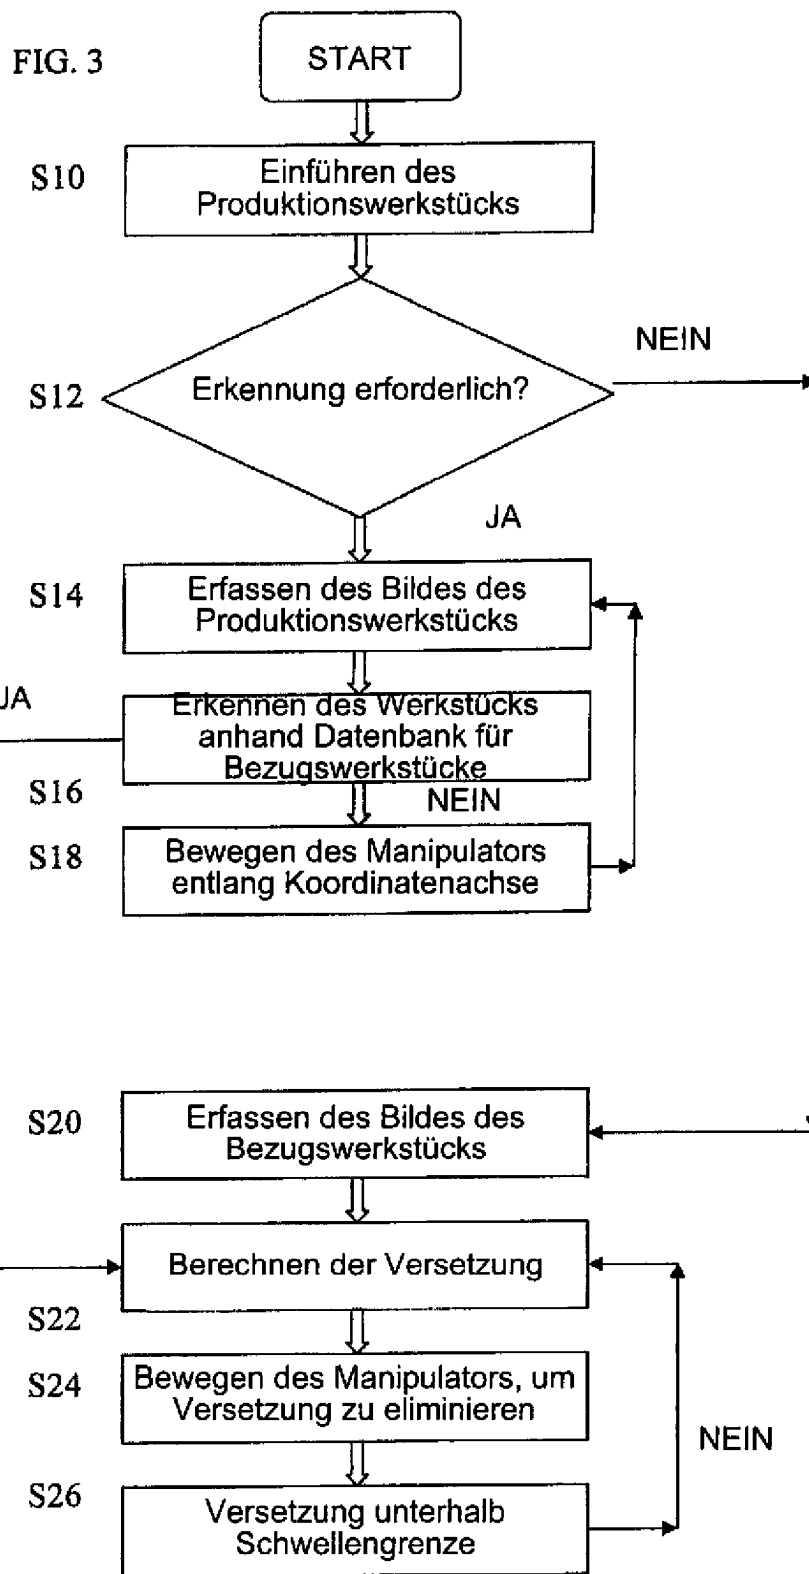 FIG. 3
START
S10
Einführen des
Produktionswerkstücks
NEIN
S12
Erkennung erforderlich?
JA
S14
Erfassen des Bildes des
Produktionswerkstücks
JA
Erkennen des Werkstücks
anhand Datenbank für
Bezugswerkstücke
S16
NEIN
S18
Bewegen des Manipulators
entlang Koordinatenachse
S20
Erfassen des Bildes des
Bezugswerkstücks
Berechnen der Versetzung
S22
S24
Bewegen des Manipulators, um
Versetzung zu eliminieren
NEIN
S26
Versetzung unterhalb
Schwellengrenze